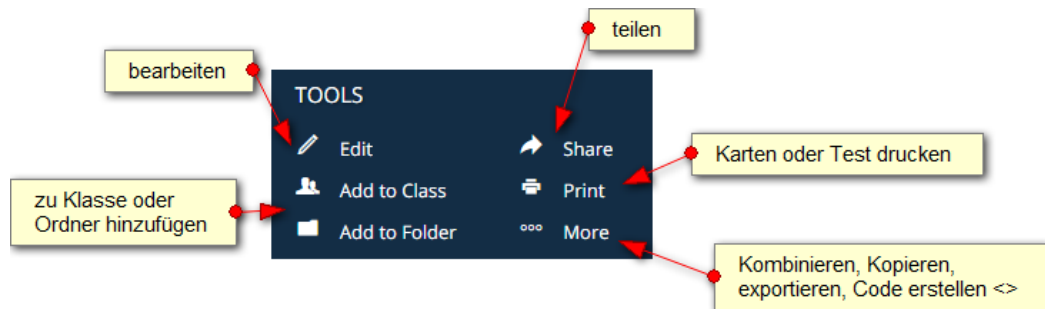 teilen
bearbeiten
TOOLS
Edit
Share
Karten oder Test drucken
Add to Class
Print
zu Klasse oder
Ordner hinzufügen
Add to Folder
More
Kombinieren, Kopieren,
exportieren, Code erstellen <>